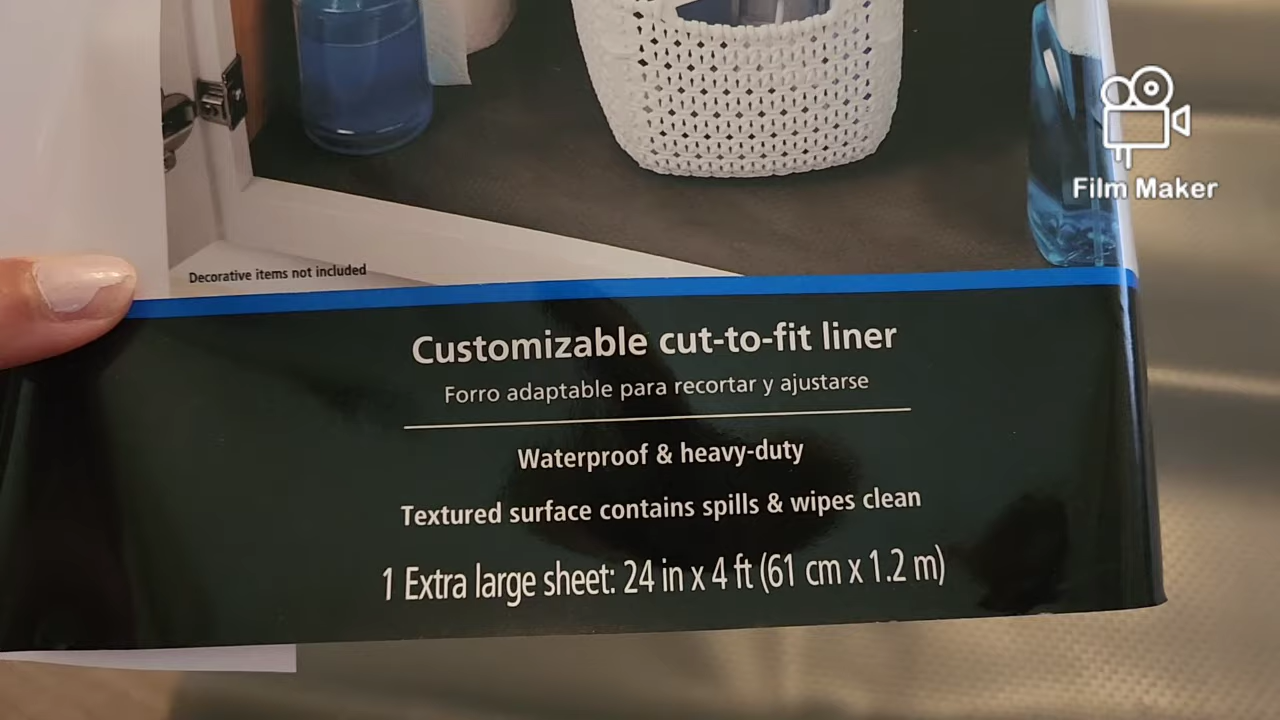 Film Maker
Decorative items not included
Customizable cut-to-fit liner
Forro adaptable para recortar y ajustarse
Waterproof & heavy-duty
Textured surface contains spills & wipes clean
1 Extra large sheet: 24 in x 4 ft (61 cm x 1.2 m)